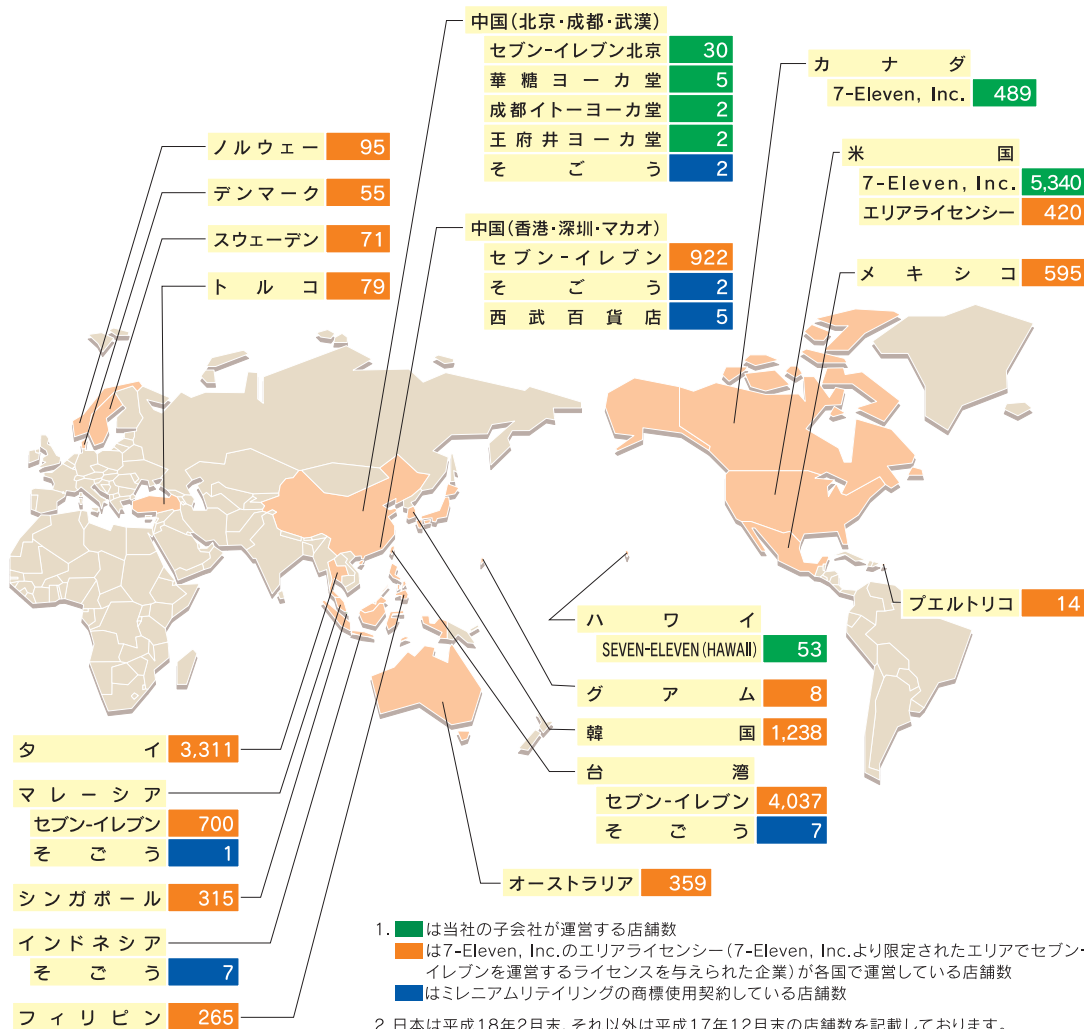 中国(北京・成都・武漢)
セブン-イレブン北京 30
華糖ヨーカ堂 5
成都イトーヨーカ堂 2
王府井ヨーカ堂 2
そごう 2
カナダ
7-Eleven, Inc. 489
米国
7-Eleven, Inc. 5,340
エリアライセンシー 420
メキシコ 595
ノルウェー 95
デンマーク 55
スウェーデン 71
トルコ 79
中国(香港・深圳・マカオ)
セブン-イレブン 922
そごう 2
西武百貨店 5
プエルトリコ 14
ハワイ
SEVEN-ELEVEN(HAWAII) 53
グアム 8
韓国 1,238
台湾
セブン-イレブン 4,037
そごう 7
オーストラリア 359
タイ 3,311
マレーシア
セブン-イレブン 700
そごう 1
シンガポール 315
インドネシア
そごう 7
フィリピン 265
1. は当社の子会社が運営する店舗数
は7-Eleven, Inc.のエリアライセンシー(7-Eleven, Inc.より限定されたエリアでセブン-
イレブンを運営するライセンスを与えられた企業)が各国で運営している店舗数
はミレニアムリテイリングの商標使用契約している店舗数
2. 日本は平成18年2月末、それ以外は平成17年12月末の店舗数を記載しております。